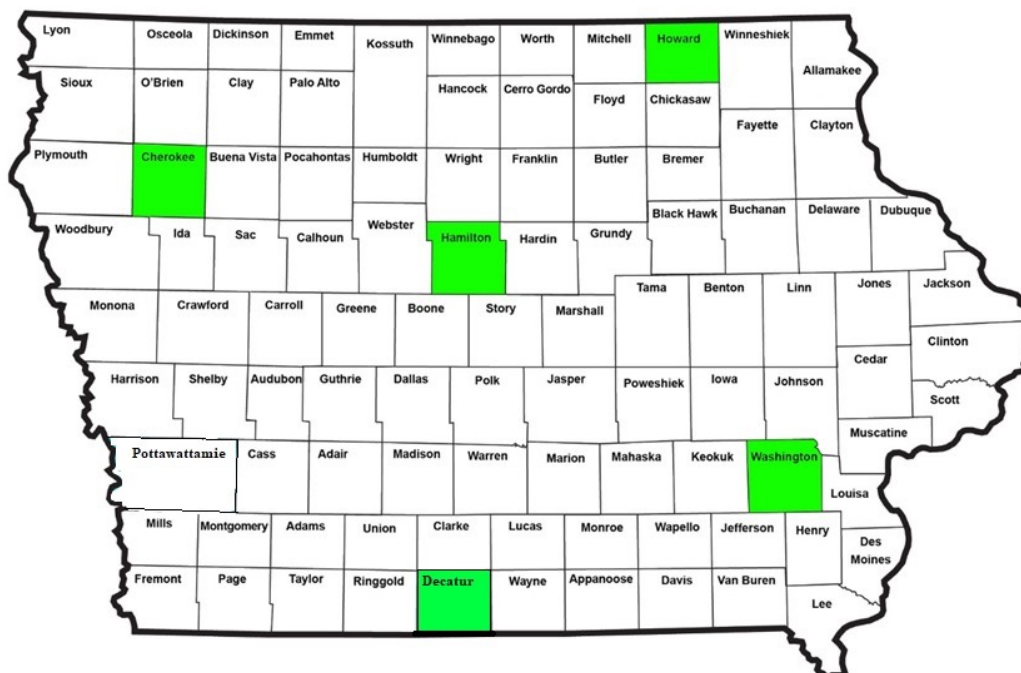 Lyon Osceola Dickinson Emmet Kossuth Winnebago Worth Mitchell Howard Winneshiek Allamakee
Sioux O'Brien Clay Palo Alto Hancock Cerro Gordo Floyd Chickasaw
Fayette Clayton
Plymouth Cherokee Buena Vista Pocahontas Humboldt Wright Franklin Butler Bremer
Woodbury Ida Sac Calhoun Webster Hamilton Hardin Grundy Black Hawk Buchanan Delaware Dubuque
Monona Crawford Carroll Greene Boone Story Marshall Tama Benton Linn Jones Jackson
Clinton
Cedar
Harrison Shelby Audubon Guthrie Dallas Polk Jasper Poweshiek Iowa Johnson Scott
Muscatine
Pottawattamie Cass Adair Madison Warren Marion Mahaska Keokuk Washington
Louisa
Mills Montgomery Adams Union Clarke Lucas Monroe Wapello Jefferson Henry
Des
Moines
Fremont Page Taylor Ringgold Decatur Wayne Appanoose Davis Van Buren
Lee